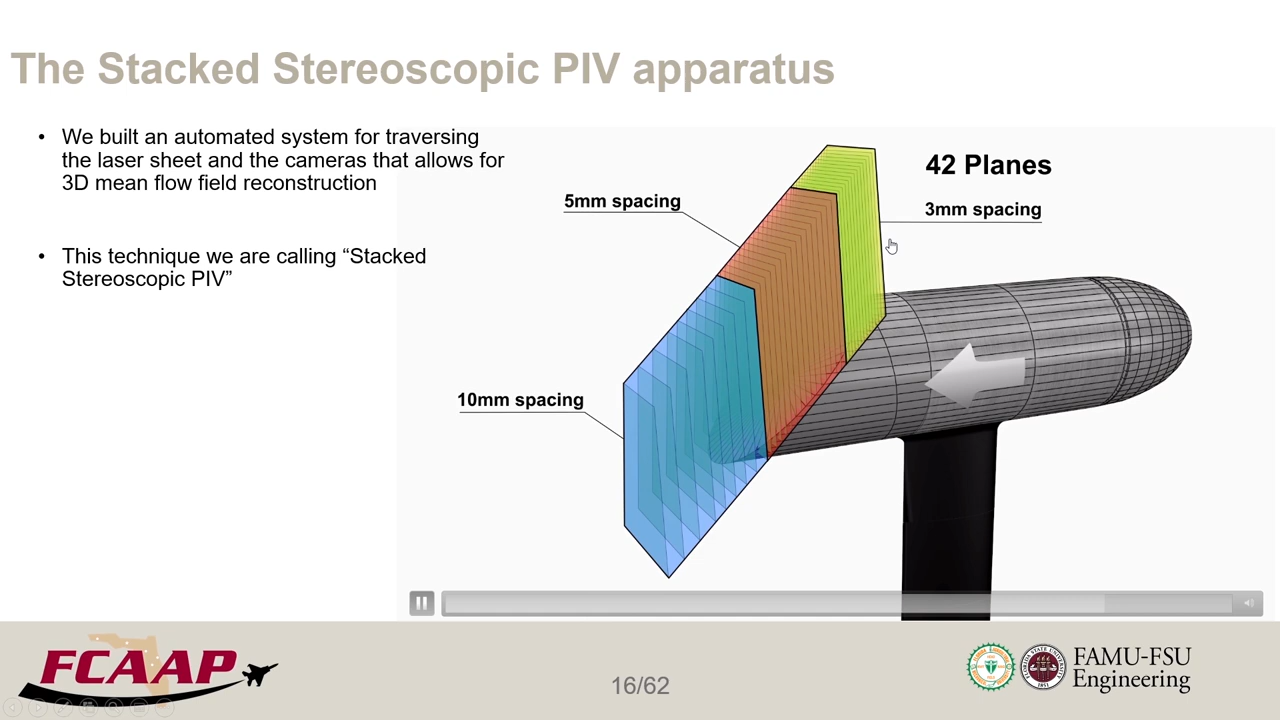 The Stacked Stereoscopic PIV apparatus
• We built an automated system for traversing
the laser sheet and the cameras that allows for
3D mean flow field reconstruction
• This technique we are calling “Stacked
Stereoscopic PIV”
42 Planes
5mm spacing
3mm spacing
10mm spacing
FCAAP
16/62
FAMU-FSU
Engineering